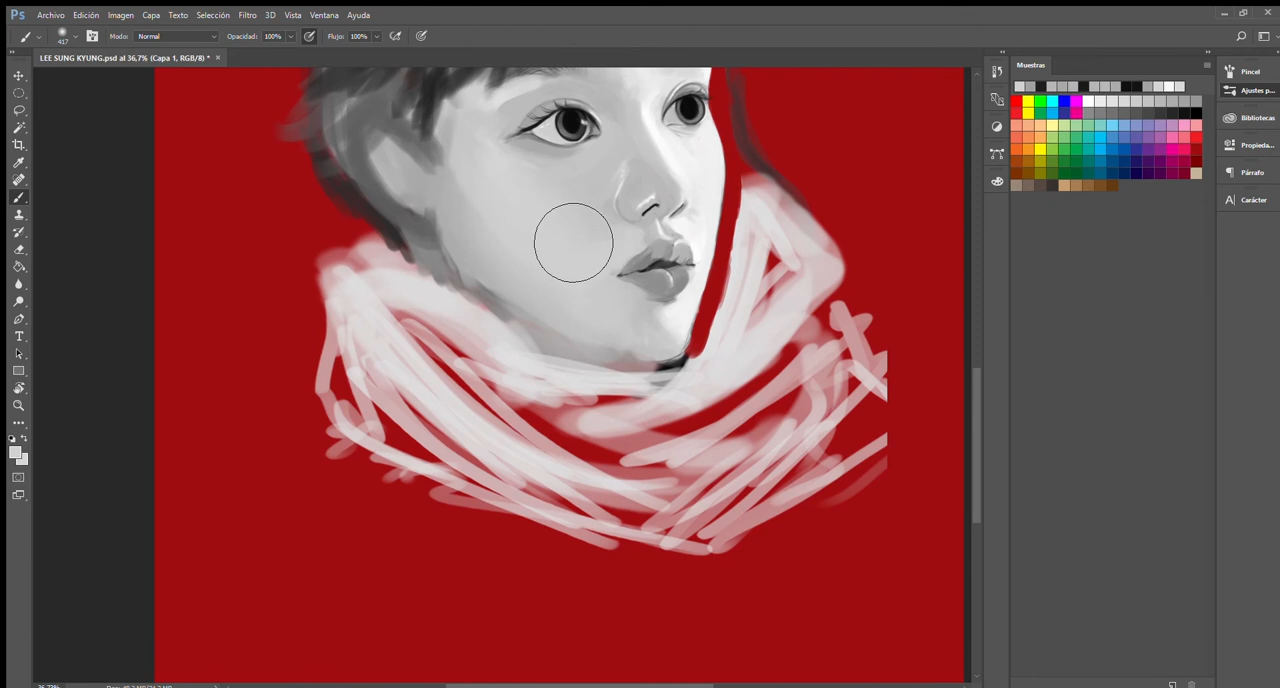 Ps Archivo Edición Imagen Capa Texto Selección Filtro 3D Vista Ventana Ayuda
417 Modo: Normal Opacidad: 100% Flujo: 100%
LEE SUNG KYUNG.psd al 36,7% (Capa 1, RGB/8) * ×
Muestras
Pincel
Ajustes p...
Bibliotecas
Propieda...
Párrafo
Carácter